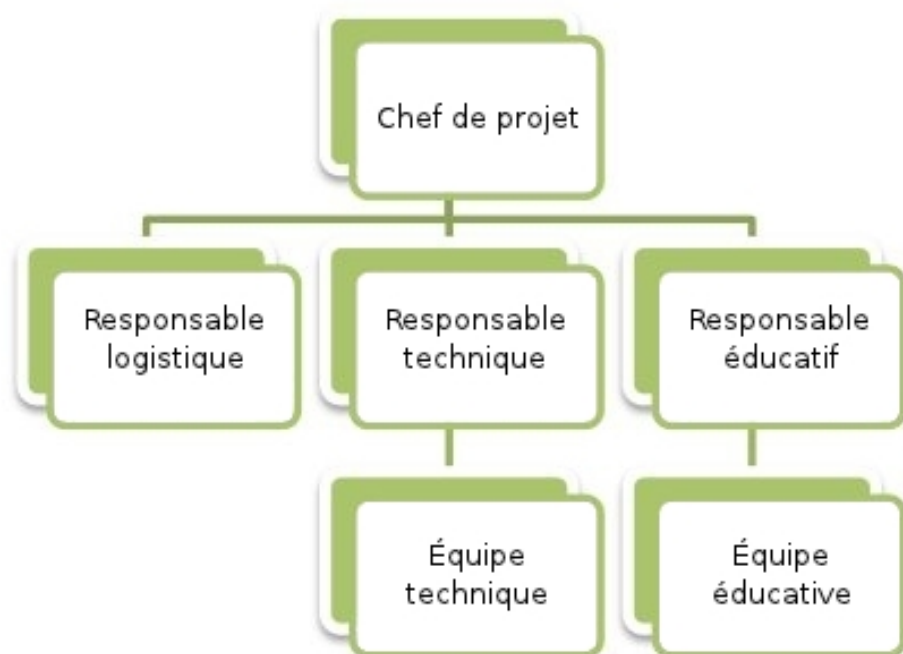 Chef de projet
Responsable
logistique
Responsable
technique
Responsable
éducatif
Équipe
technique
Équipe
éducative